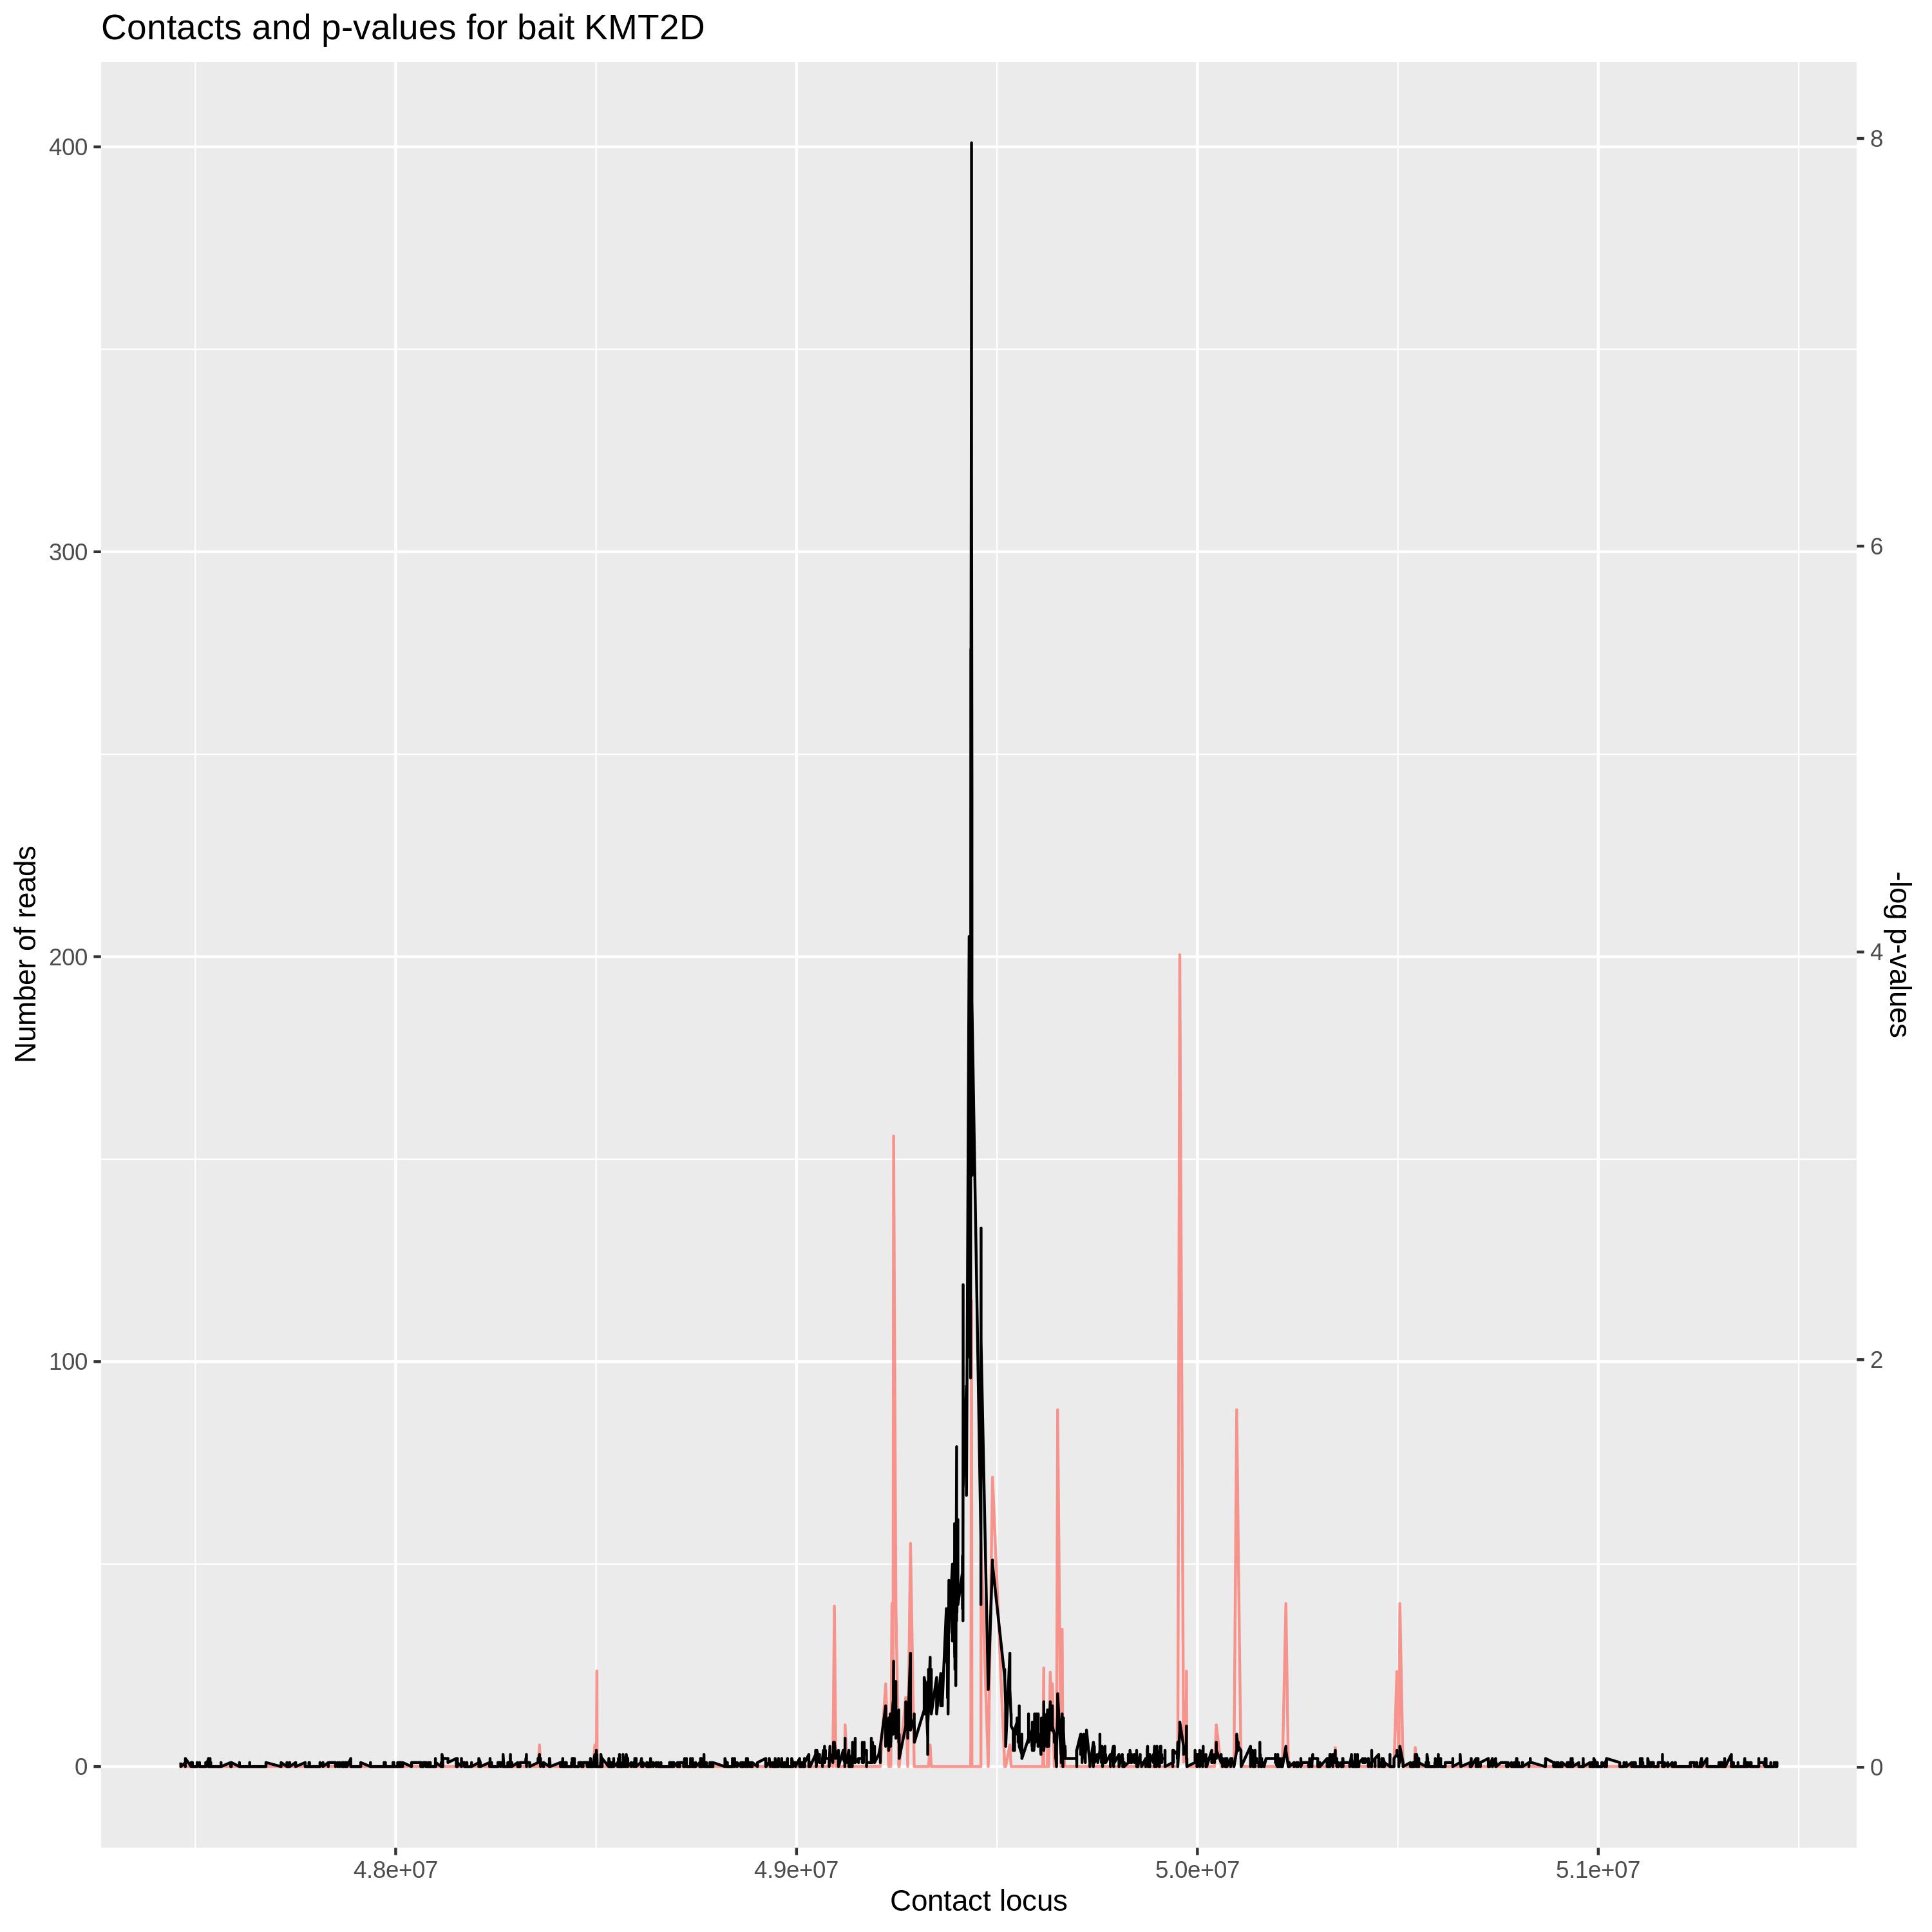 Contacts and p-values for bait KMT2D
400
300
200
100
0
8
6
4
2
0
Number of reads
-log p-values
4.8e+07
4.9e+07
5.0e+07
5.1e+07
Contact locus